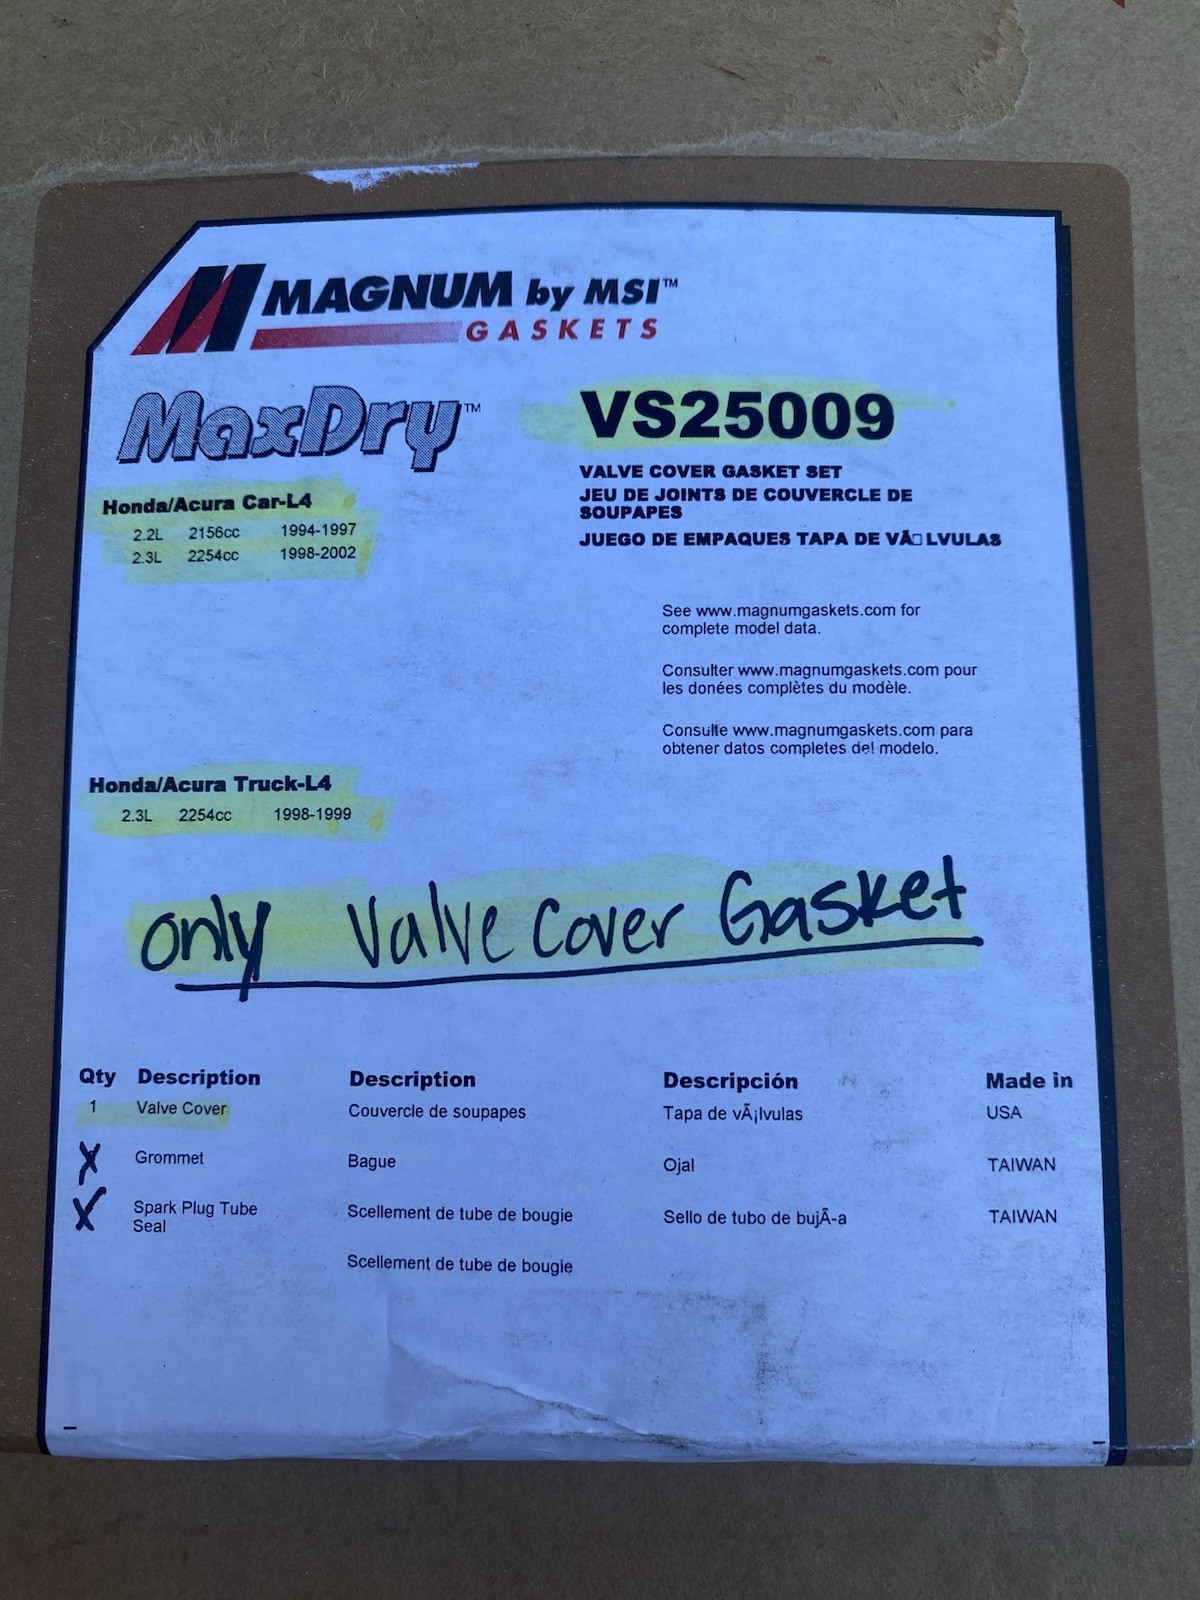 MAGNUM by MSI™
GASKETS
MaxDry™
VS25009
VALVE COVER GASKET SET
JEU DE JOINTS DE COUVERCLE DE
SOUPAPES
JUEGO DE EMPAQUES TAPA DE VÃ□LVULAS
Honda/Acura Car-L4
2.2L 2156cc 1994-1997
2.3L 2254cc 1998-2002
See www.magnumgaskets.com for
complete model data.
Consulter www.magnumgaskets.com pour
les donées complètes du modèle.
Consulte www.magnumgaskets.com para
obtener datos completes del modelo.
Honda/Acura Truck-L4
2.3L 2254cc 1998-1999
only Valve Cover Gasket
Qty Description Description Descripción Made in
1 Valve Cover Couvercle de soupapes Tapa de vÃ¡lvulas USA
X Grommet Bague Ojal TAIWAN
X Spark Plug Tube Scellement de tube de bougie Sello de tubo de bujÃ-a TAIWAN
Seal
Scellement de tube de bougie